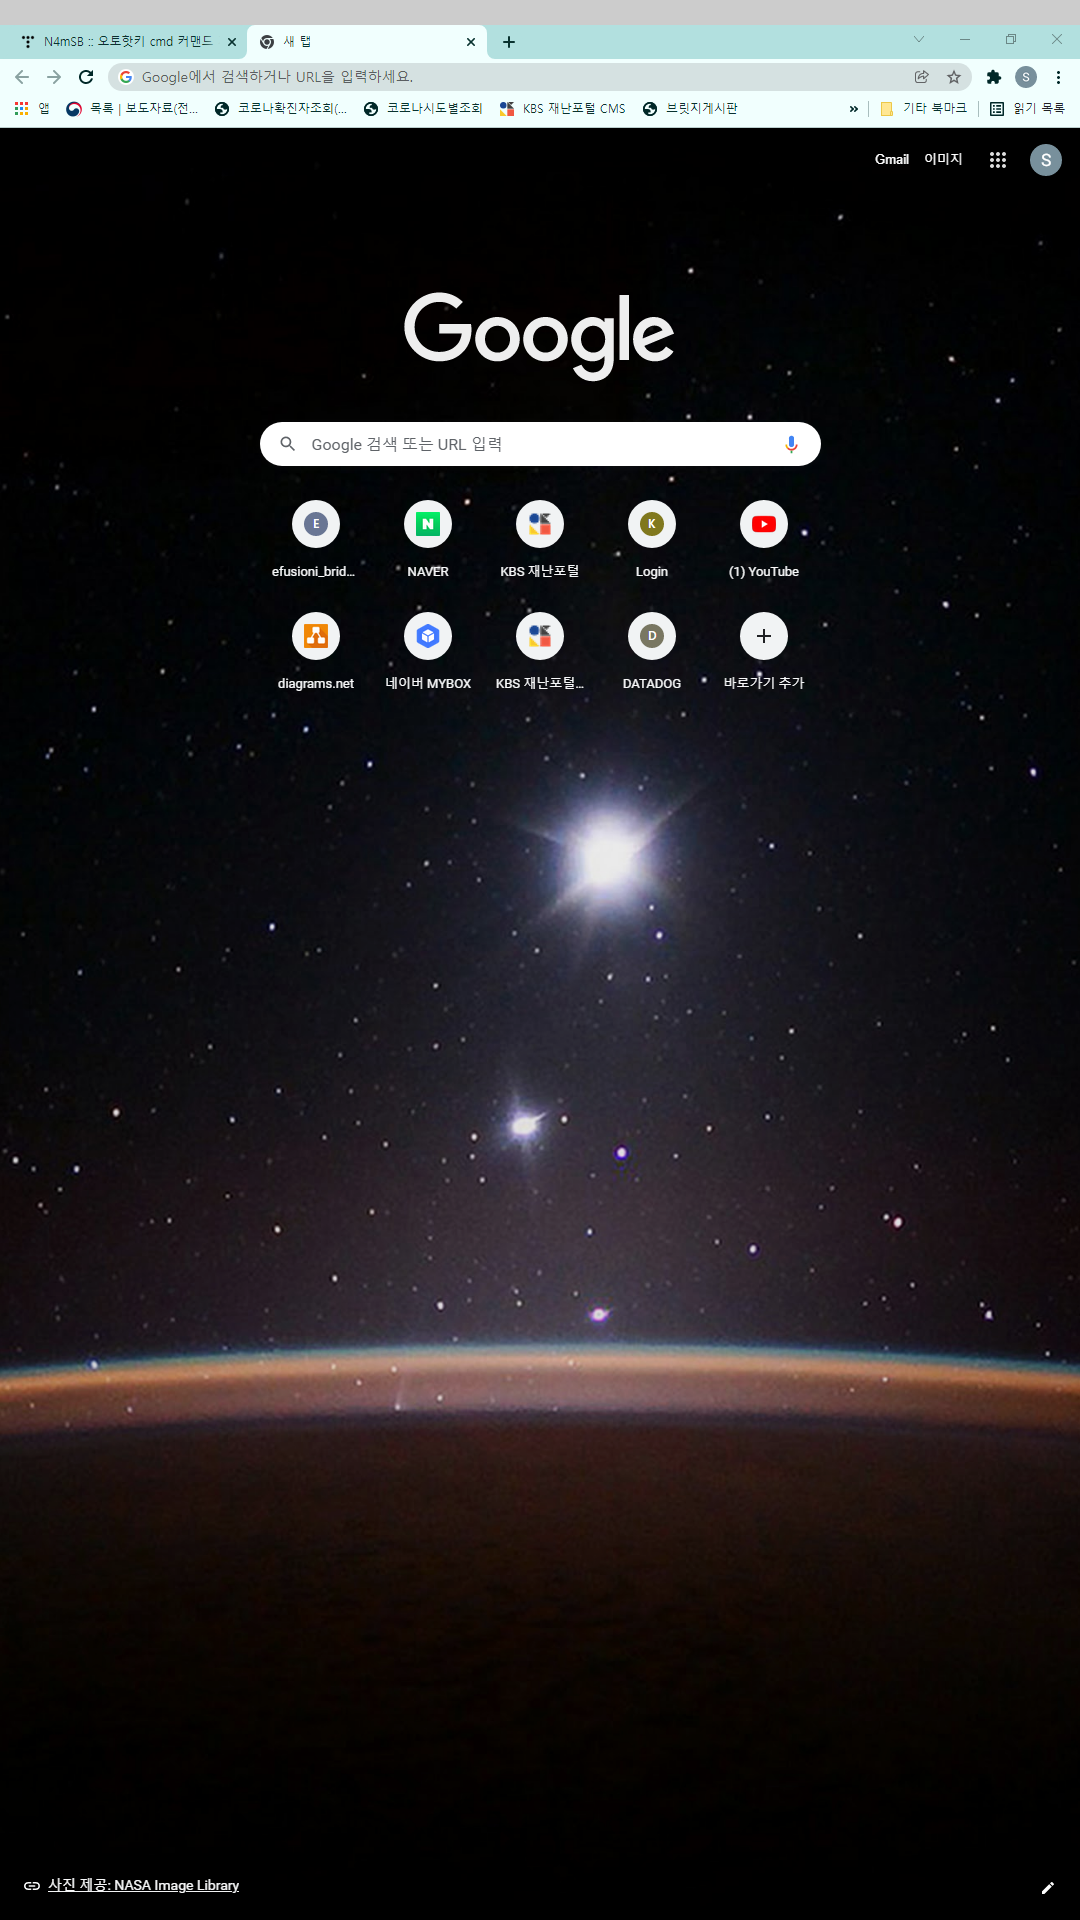 N4mSB :: 오토핫키 cmd 커맨드
새 탭
Google에서 검색하거나 URL을 입력하세요.
S
앱
목록 | 보도자료(전...
코로나확진자조회(...
코로나시도별조회
KBS 재난포털 CMS
브릿지게시판
»
기타 북마크
읽기 목록
Gmail
이미지
S
Google
Google 검색 또는 URL 입력
E
N
K
efusioni_brid...
NAVER
KBS 재난포털
Login
(1) YouTube
D
diagrams.net
네이버 MYBOX
KBS 재난포털...
DATADOG
바로가기 추가
사진 제공: NASA Image Library